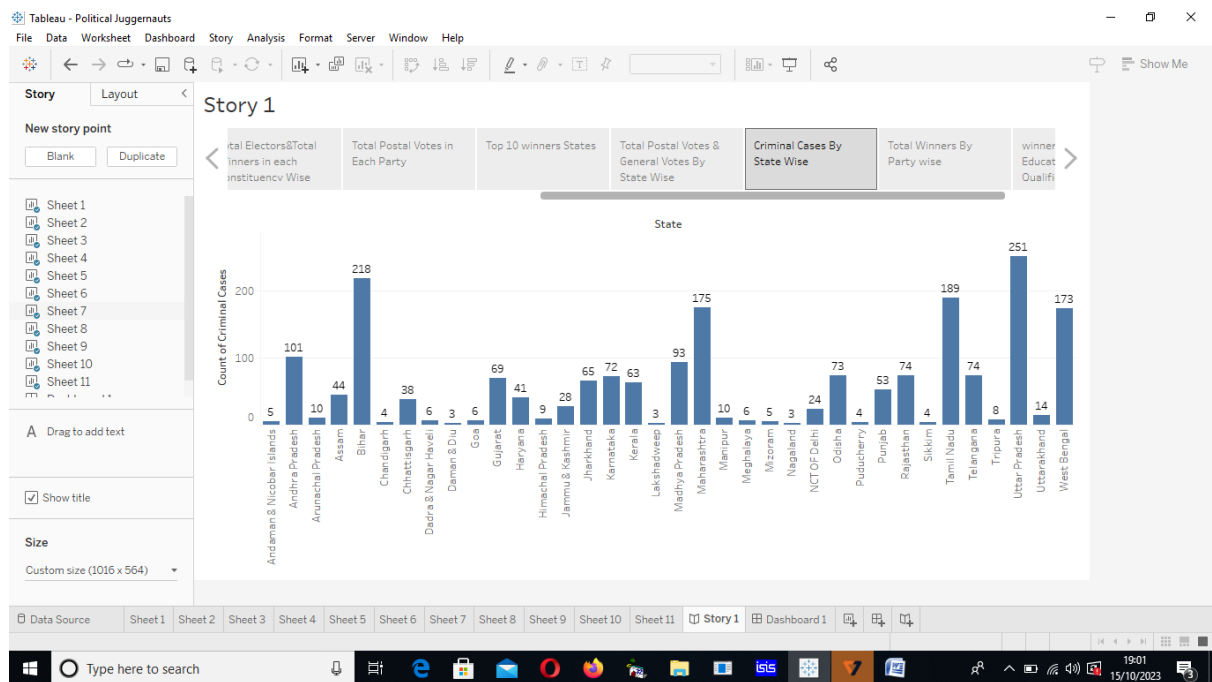 Tableau - Political Juggernauts
File Data Worksheet Dashboard Story Analysis Format Server Window Help
Show Me
Story Layout
New story point
Blank Duplicate
Sheet 1
Sheet 2
Sheet 3
Sheet 4
Sheet 5
Sheet 6
Sheet 7
Sheet 8
Sheet 9
Sheet 10
Sheet 11
A Drag to add text
Show title
Size
Custom size (1016 x 564)
Story 1
Electors&Total
in each
Wise
Total Postal Votes in
Each Party
Top 10 winners States
Total Postal Votes &
General Votes By
State Wise
Criminal Cases By
State Wise
Total Winners By
Party wise
winner
Educat
Qualifi
State
Count of Criminal Cases
200
100
0
5
101
10
44
218
4
38
6
3
6
69
41
9
28
65
72
63
3
93
175
10
6
5
3
24
73
4
53
74
4
189
74
8
251
14
173
Andaman & Nicobar Islands
Andhra Pradesh
Arunachal Pradesh
Assam
Bihar
Chandigarh
Chhattisgarh
Dadra & Nagar Haveli
Daman & Diu
Goa
Gujarat
Haryana
Himachal Pradesh
Jammu & Kashmir
Jharkhand
Karnataka
Kerala
Lakshadweep
Madhya Pradesh
Maharashtra
Manipur
Meghalaya
Mizoram
Nagaland
NCT OF Delhi
Odisha
Puducherry
Punjab
Rajasthan
Sikkim
Tamil Nadu
Telangana
Tripura
Uttar Pradesh
Uttarakhand
West Bengal
Data Source Sheet 1 Sheet 2 Sheet 3 Sheet 4 Sheet 5 Sheet 6 Sheet 7 Sheet 8 Sheet 9 Sheet 10 Sheet 11 Story 1 Dashboard 1
Type here to search
isis
19:01
15/10/2023
3